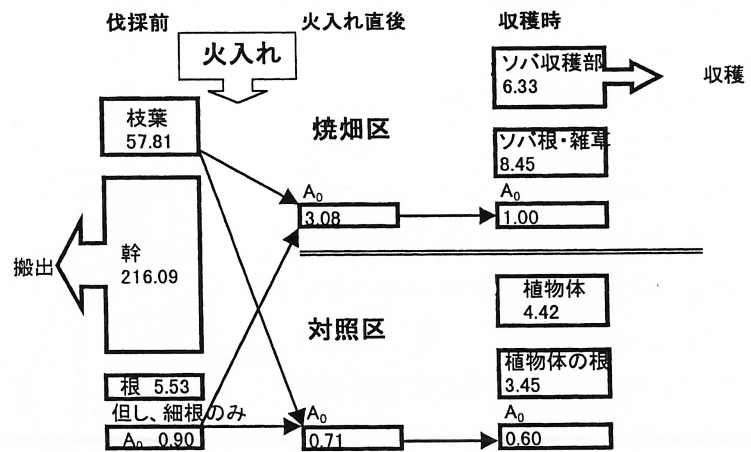 伐採前
火入れ
火入れ直後
収穫時
ソバ収穫部
6.33
収穫
枝葉
57.81
焼畑区
ソバ根・雑草
8.45
A₀
3.08
A₀
1.00
搬出
幹
216.09
植物体
4.42
対照区
植物体の根
3.45
根 5.53
但し、細根のみ
A₀ 0.90
A₀
0.71
A₀
0.60